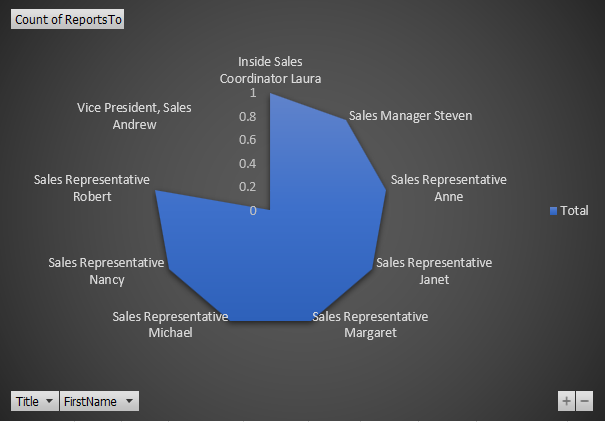 Count of ReportsTo
Inside Sales
Coordinator Laura
1
Vice President, Sales
Andrew
0.8
Sales Manager Steven
0.6
0.4
Sales Representative
Robert
0.2
Sales Representative
Anne
0
Total
Sales Representative
Nancy
Sales Representative
Janet
Sales Representative
Michael
Sales Representative
Margaret
Title
FirstName
+
−